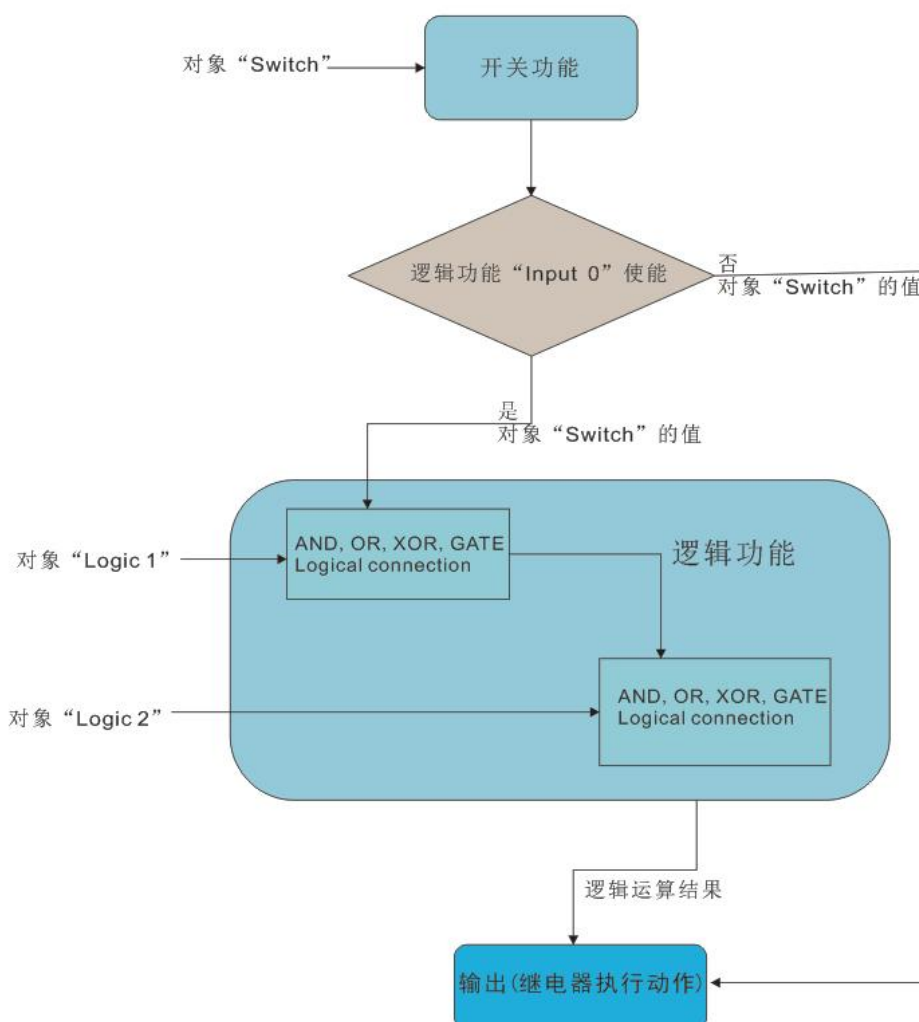 对象“Switch”
开关功能
逻辑功能“Input 0”使能
否
对象“Switch”的值
是
对象“Switch”的值
对象“Logic 1”
AND, OR, XOR, GATE
Logical connection
逻辑功能
对象“Logic 2”
AND, OR, XOR, GATE
Logical connection
逻辑运算结果
输出(继电器执行动作)